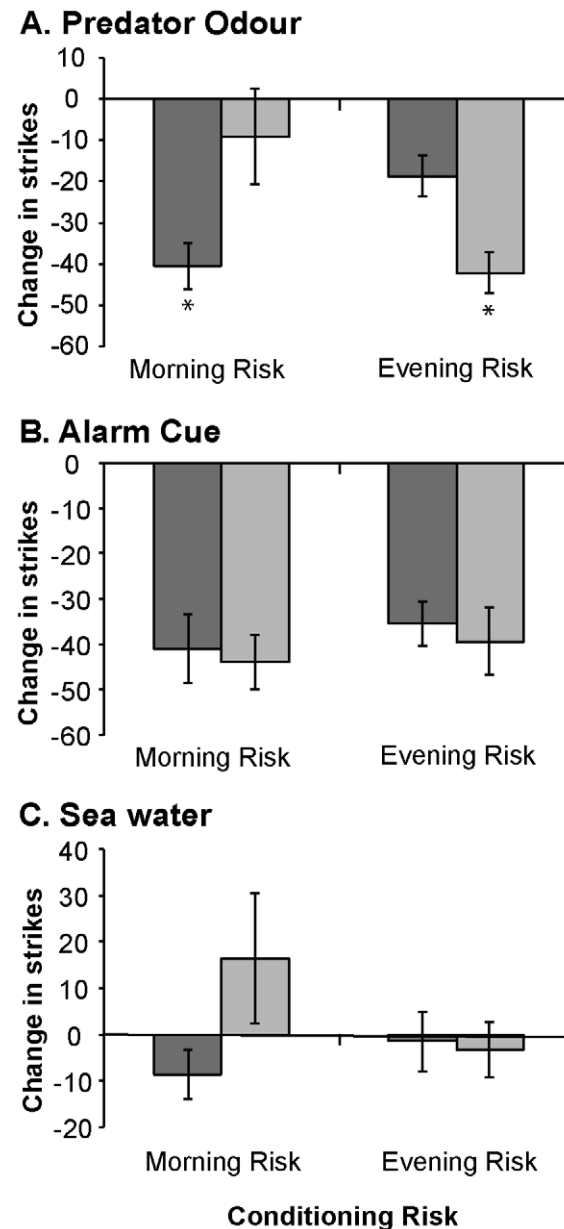 A. Predator Odour
10
0
-10
-20
-30
-40
-50
-60
Change in strikes
*
*
Morning Risk Evening Risk
B. Alarm Cue
0
-10
-20
-30
-40
-50
-60
Change in strikes
Morning Risk Evening Risk
C. Sea water
40
30
20
10
0
-10
-20
Change in strikes
Morning Risk Evening Risk
Conditioning Risk